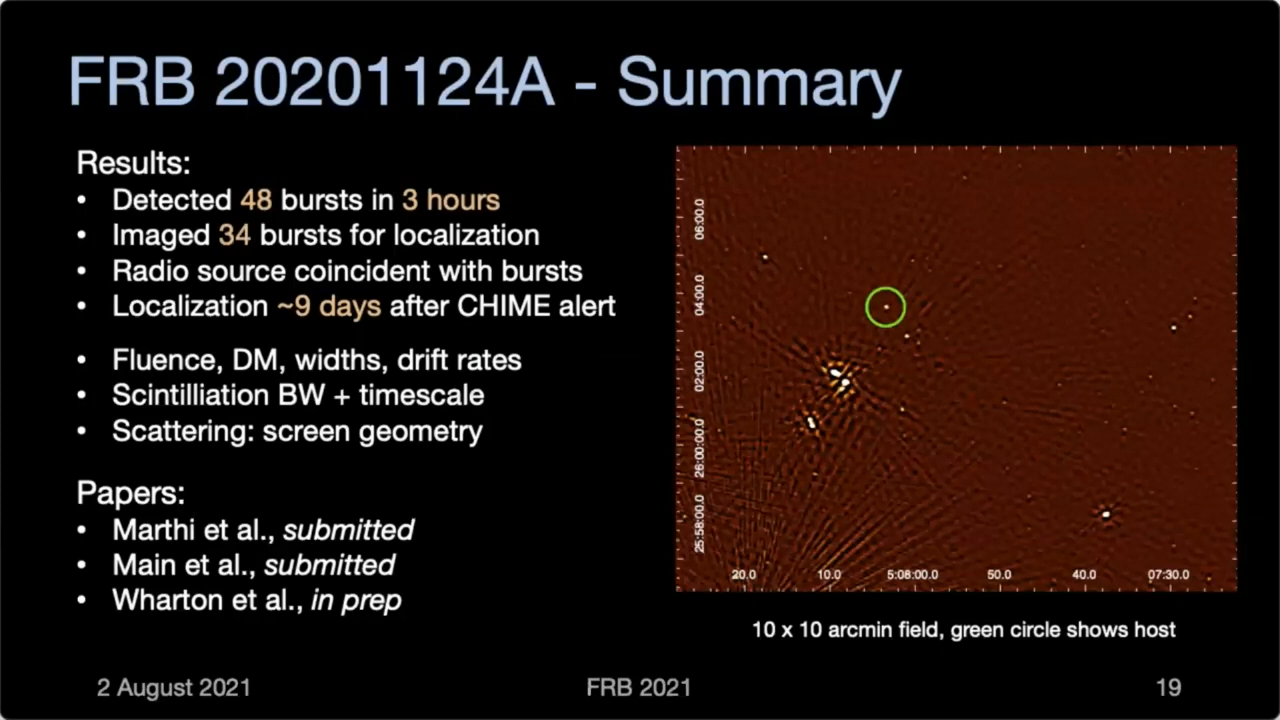 FRB 20201124A - Summary
Results:
• Detected 48 bursts in 3 hours
• Imaged 34 bursts for localization
• Radio source coincident with bursts
• Localization ~9 days after CHIME alert
• Fluence, DM, widths, drift rates
• Scintilliation BW + timescale
• Scattering: screen geometry
Papers:
• Marthi et al., submitted
• Main et al., submitted
• Wharton et al., in prep
06:00.0
04:00.0
02:00.0
26:00:00.0
25:58:00.0
20.0 10.0 5:08:00.0 50.0 40.0 07:30.0
10 x 10 arcmin field, green circle shows host
2 August 2021 FRB 2021 19